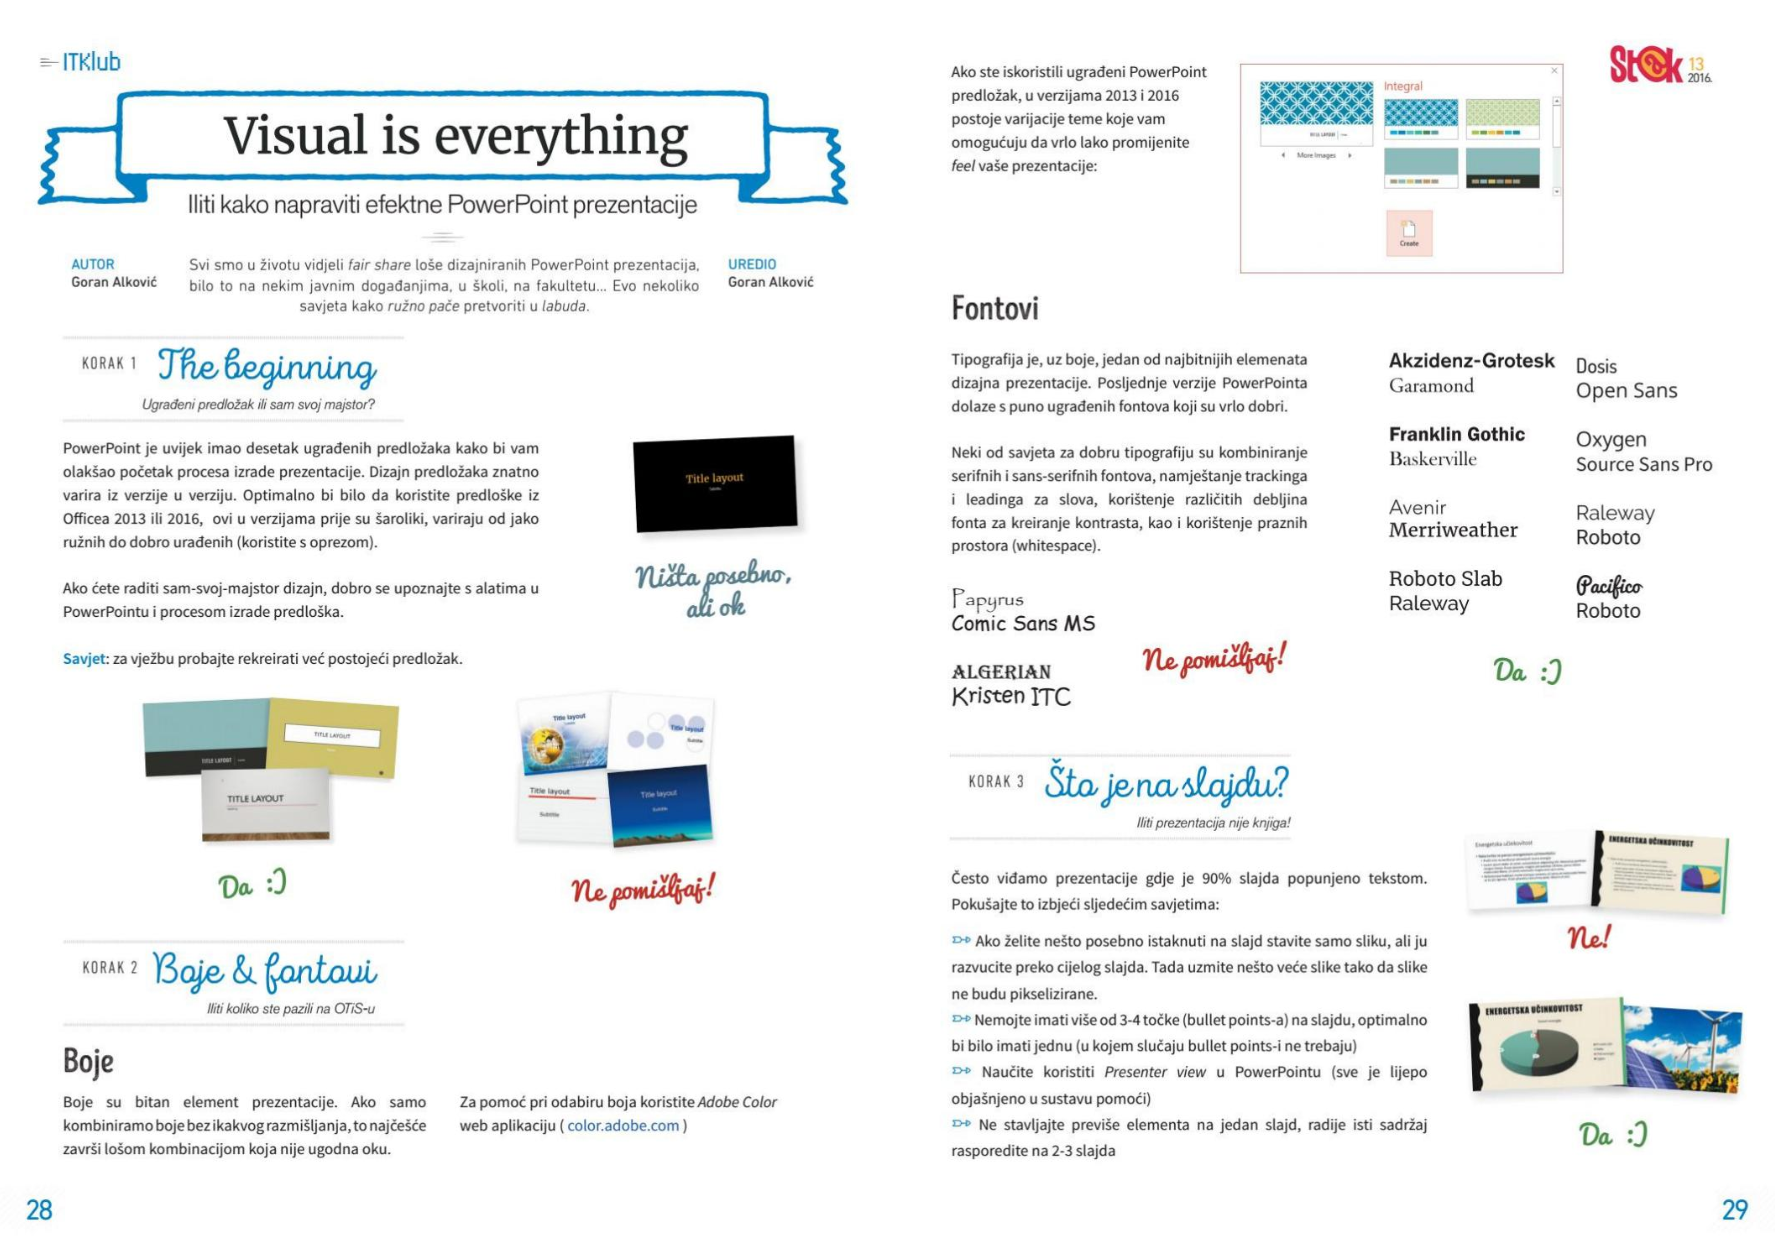 ITKlub
Visual is everything
Iliti kako napraviti efektne PowerPoint prezentacije
AUTOR
Goran Alković
Svi smo u životu vidjeli fair share loše dizajniranih PowerPoint prezentacija,
bilo to na nekim javnim događanjima, u školi, na fakultetu... Evo nekoliko
savjeta kako ružno pače pretvoriti u labuda.
UREDIO
Goran Alković
KORAK 1 The beginning
Ugrađeni predložak ili sam svoj majstor?
PowerPoint je uvijek imao desetak ugrađenih predložaka kako bi vam
olakšao početak procesa izrade prezentacije. Dizajn predložaka znatno
varira iz verzije u verziju. Optimalno bi bilo da koristite predloške iz
Officea 2013 ili 2016, ovi u verzijama prije su šaroliki, variraju od jako
ružnih do dobro urađenih (koristite s oprezom).
Ako ćete raditi sam-svoj-majstor dizajn, dobro se upoznajte s alatima u
PowerPointu i procesom izrade predloška.
Savjet: za vježbu probajte rekreirati već postojeći predložak.
Title layout
Ništa posebno,
ali ok
TITLE LAYOUT
TITLE LAYOUT
TITLE LAYOUT
Da :)
Title layout
Title layout
Subtitle
Title layout
Subtitle
Title layout
Subtitle
Ne pomišljaj!
KORAK 2 Boje & fontovi
Iliti koliko ste pazili na OTiS-u
Boje
Boje su bitan element prezentacije. Ako samo
kombiniramo boje bez ikakvog razmišljanja, to najčešće
završi lošom kombinacijom koja nije ugodna oku.
Za pomoć pri odabiru boja koristite Adobe Color
web aplikaciju ( color.adobe.com )
28
Ako ste iskoristili ugrađeni PowerPoint
predložak, u verzijama 2013 i 2016
postoje varijacije teme koje vam
omogućuju da vrlo lako promijenite
feel vaše prezentacije:
Integral
TITLE LAYOUT
More Images
Create
St@k 13
2016.
Fontovi
Tipografija je, uz boje, jedan od najbitnijih elemenata
dizajna prezentacije. Posljednje verzije PowerPointa
dolaze s puno ugrađenih fontova koji su vrlo dobri.
Neki od savjeta za dobru tipografiju su kombiniranje
serifnih i sans-serifnih fontova, namještanje trackinga
i leadinga za slova, korištenje različitih debljina
fonta za kreiranje kontrasta, kao i korištenje praznih
prostora (whitespace).
Papyrus
Comic Sans MS
ALGERIAN
Kristen ITC
Ne pomišljaj!
Akzidenz-Grotesk
Garamond
Franklin Gothic
Baskerville
Avenir
Merriweather
Roboto Slab
Raleway
Dosis
Open Sans
Oxygen
Source Sans Pro
Raleway
Roboto
Pacifico
Roboto
Da :)
KORAK 3 Što je na slajdu?
Iliti prezentacija nije knjiga!
Često viđamo prezentacije gdje je 90% slajda popunjeno tekstom.
Pokušajte to izbjeći sljedećim savjetima:
Ako želite nešto posebno istaknuti na slajd stavite samo sliku, ali ju
razvucite preko cijelog slajda. Tada uzmite nešto veće slike tako da slike
ne budu pikselizirane.
Nemojte imati više od 3-4 točke (bullet points-a) na slajdu, optimalno
bi bilo imati jednu (u kojem slučaju bullet points-i ne trebaju)
Naučite koristiti Presenter view u PowerPointu (sve je lijepo
objašnjeno u sustavu pomoći)
Ne stavljajte previše elementa na jedan slajd, radije isti sadržaj
rasporedite na 2-3 slajda
Energetska učinkovitost
ENERGETSKA UČINKOVITOST
Ne!
ENERGETSKA UČINKOVITOST
Da :)
29